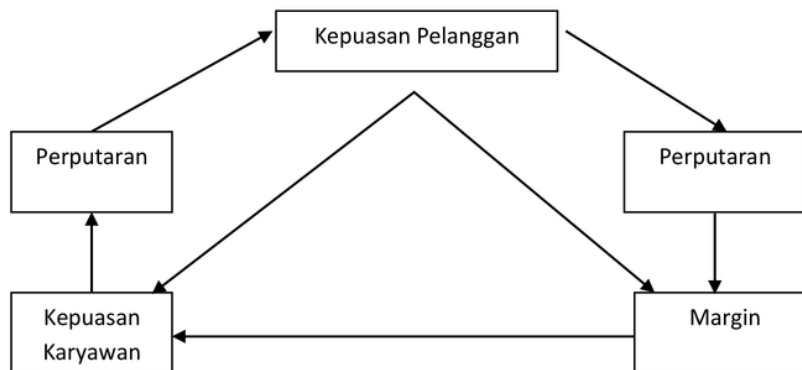 Kepuasan Pelanggan
Perputaran
Perputaran
Kepuasan
Karyawan
Margin